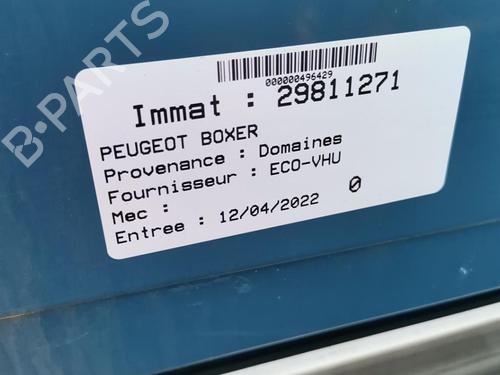 000000496429
Immat : 29811271
PEUGEOT BOXER
Provenance : Domaines
Fournisseur : ECO-VHU
Mec :
Entree : 12/04/2022 0
B-PARTS